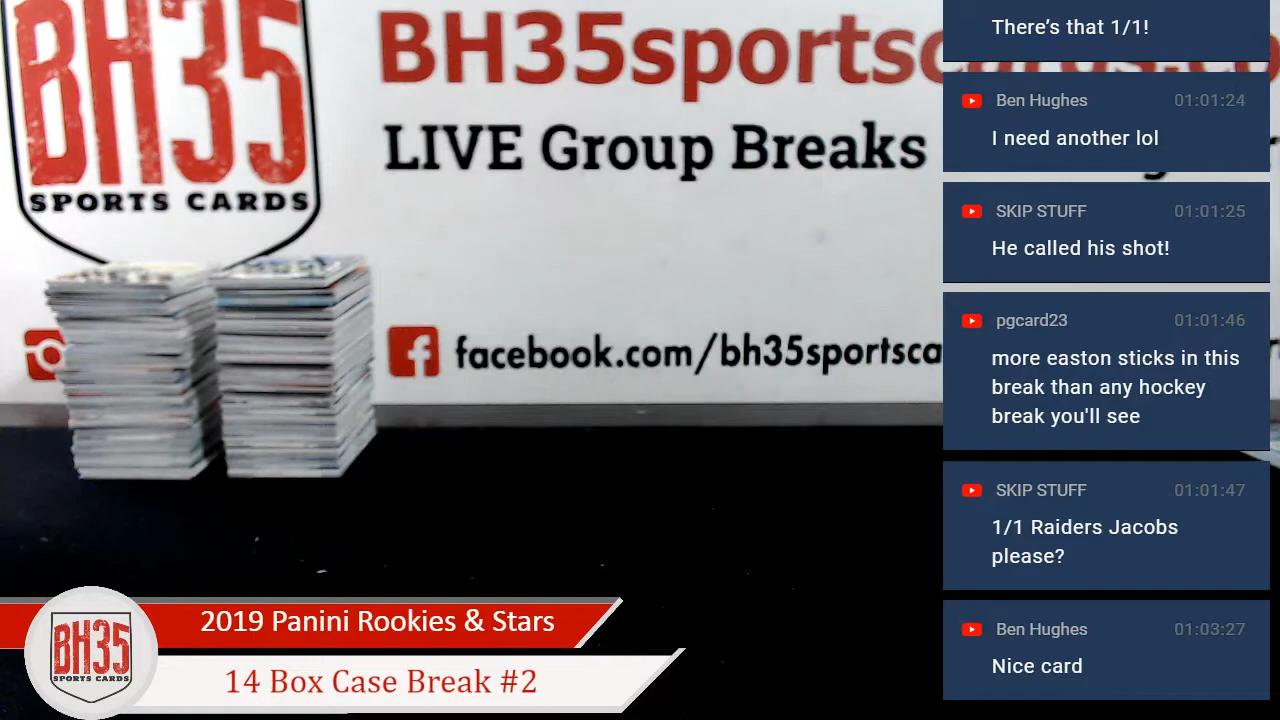 BH35
SPORTS CARDS
BH35sportscards.co
LIVE Group Breaks
facebook.com/bh35sportsca
2019 Panini Rookies & Stars
14 Box Case Break #2
BH35
SPORTS CARDS
There's that 1/1!
Ben Hughes 01:01:24
I need another lol
SKIP STUFF 01:01:25
He called his shot!
pgcard23 01:01:46
more easton sticks in this
break than any hockey
break you'll see
SKIP STUFF 01:01:47
1/1 Raiders Jacobs
please?
Ben Hughes 01:03:27
Nice card